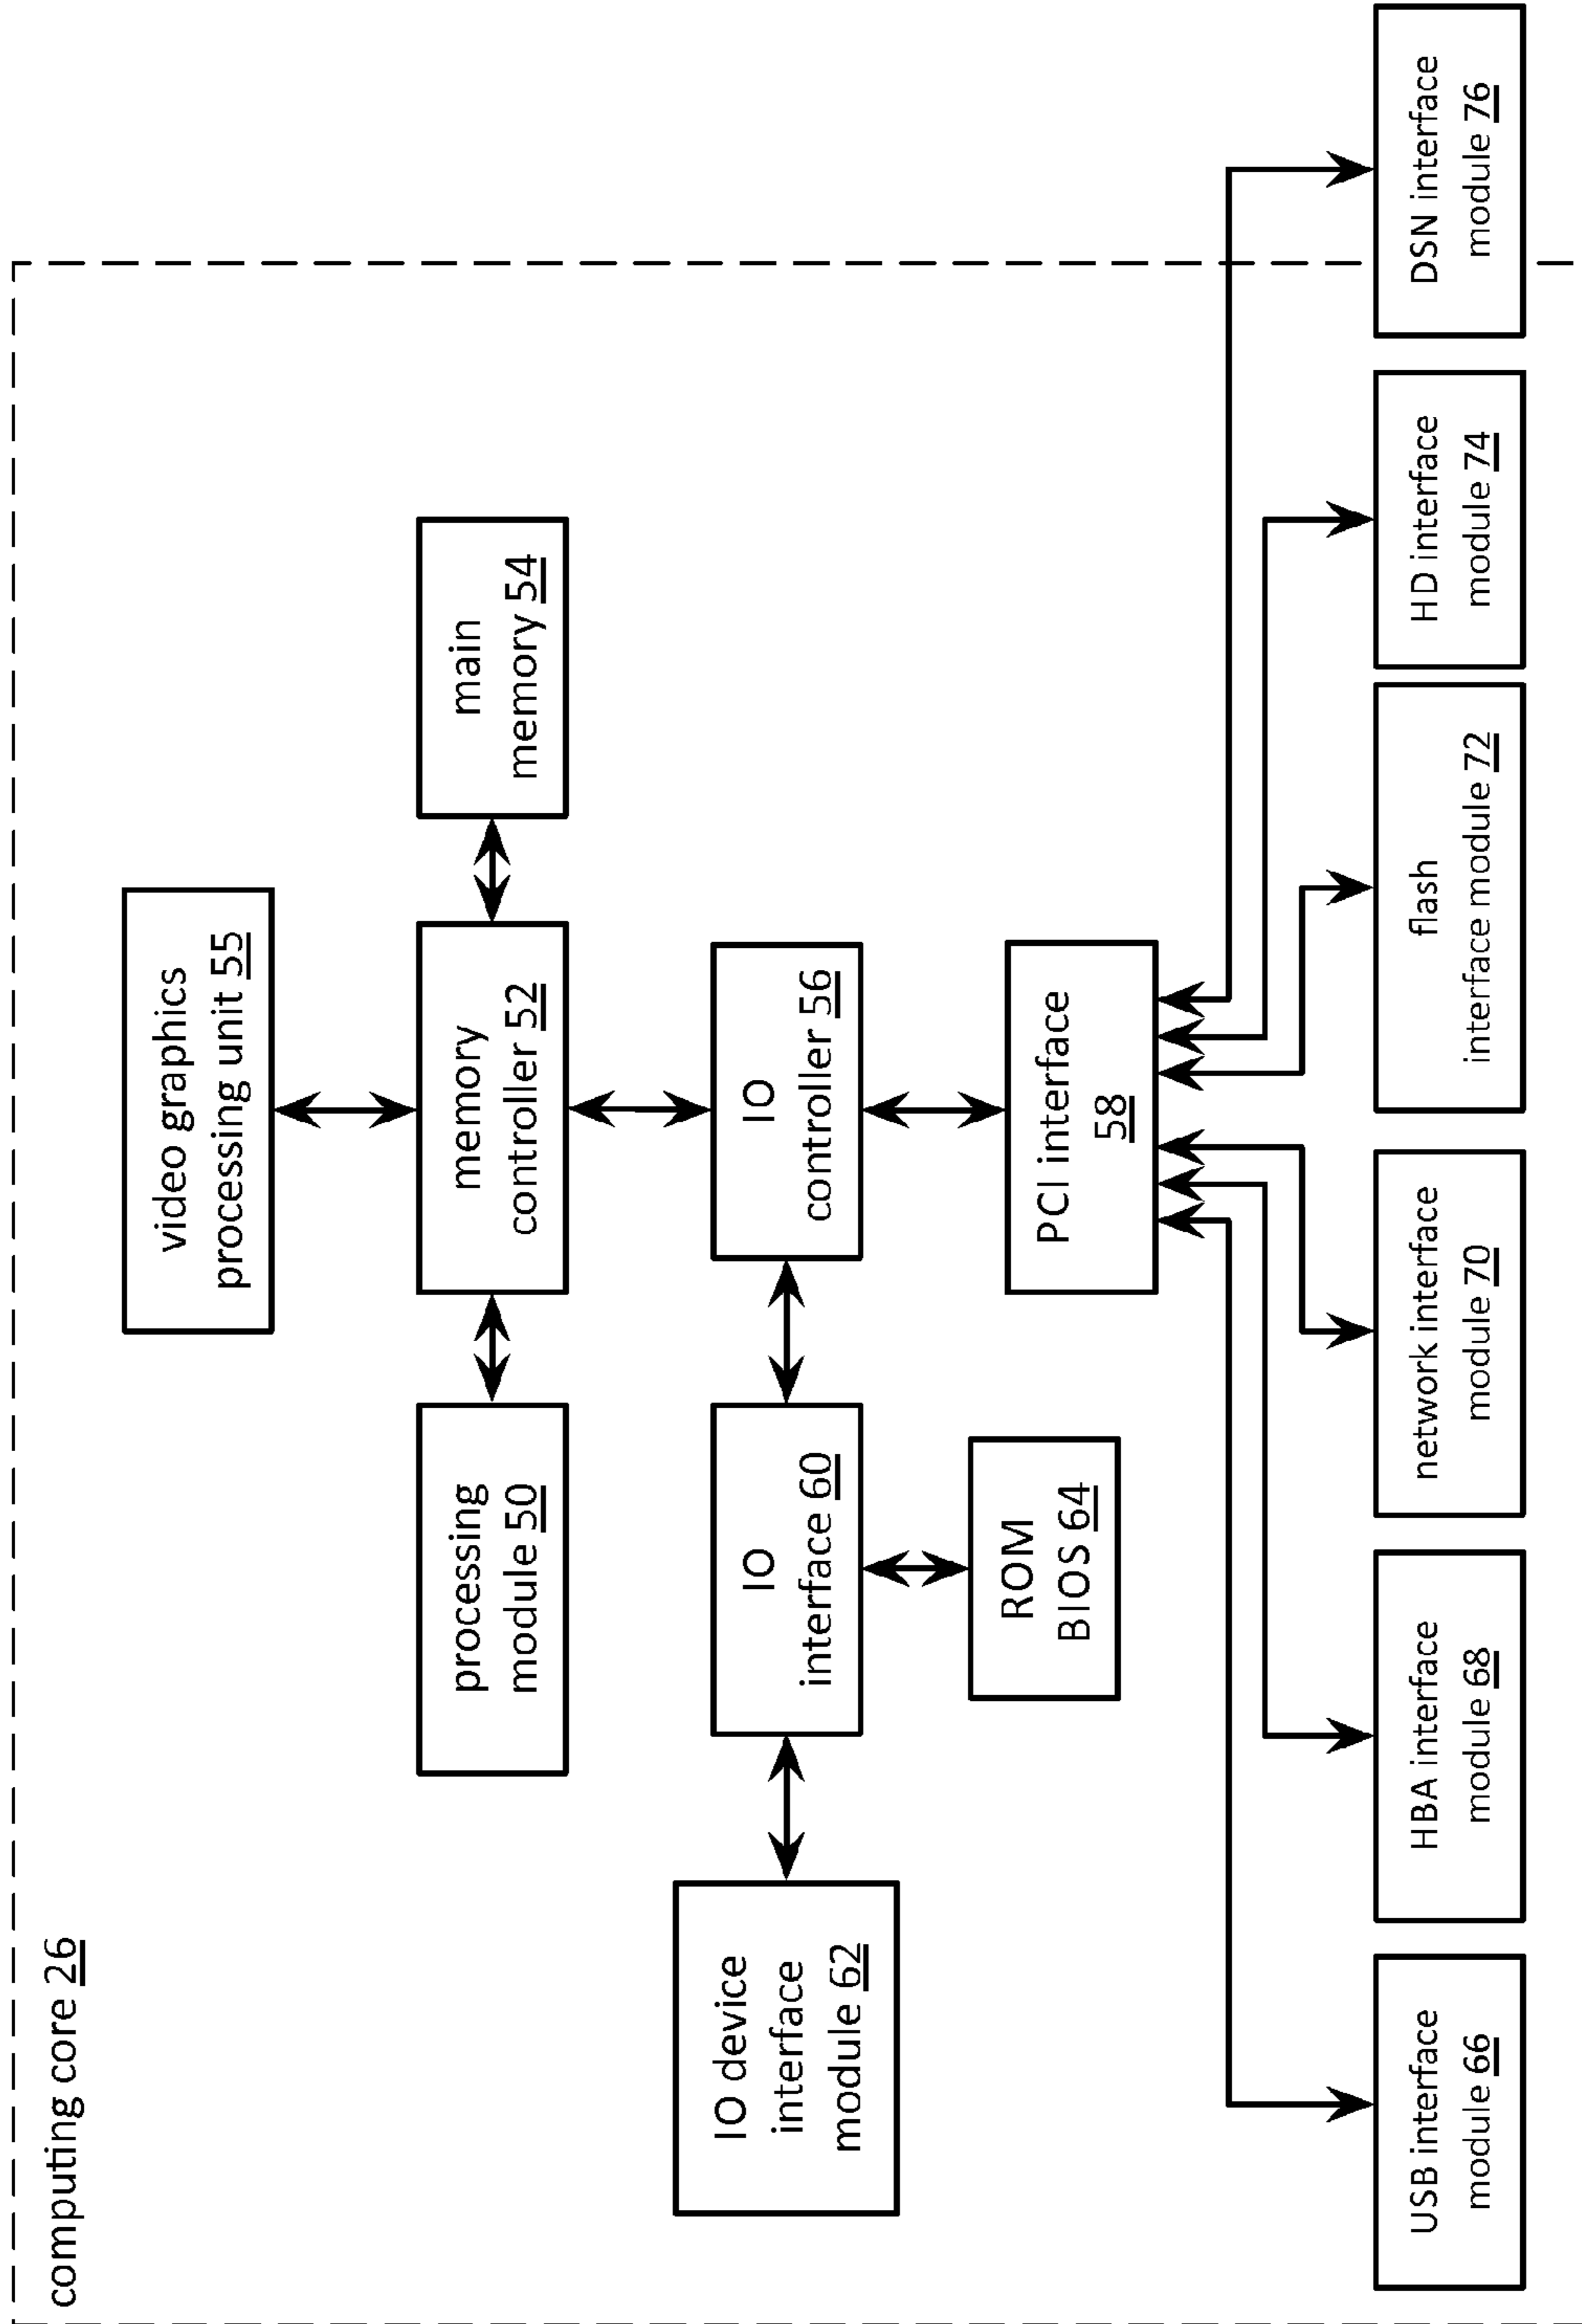 computing core 26
video graphics
processing unit 55
processing
module 50
memory
controller 52
main
memory 54
IO device
interface
module 62
IO
interface 60
IO
controller 56
ROM
BIOS 64
PCI interface
58
USB interface
module 66
HBA interface
module 68
network interface
module 70
flash
interface module 72
HD interface
module 74
DSN interface
module 76